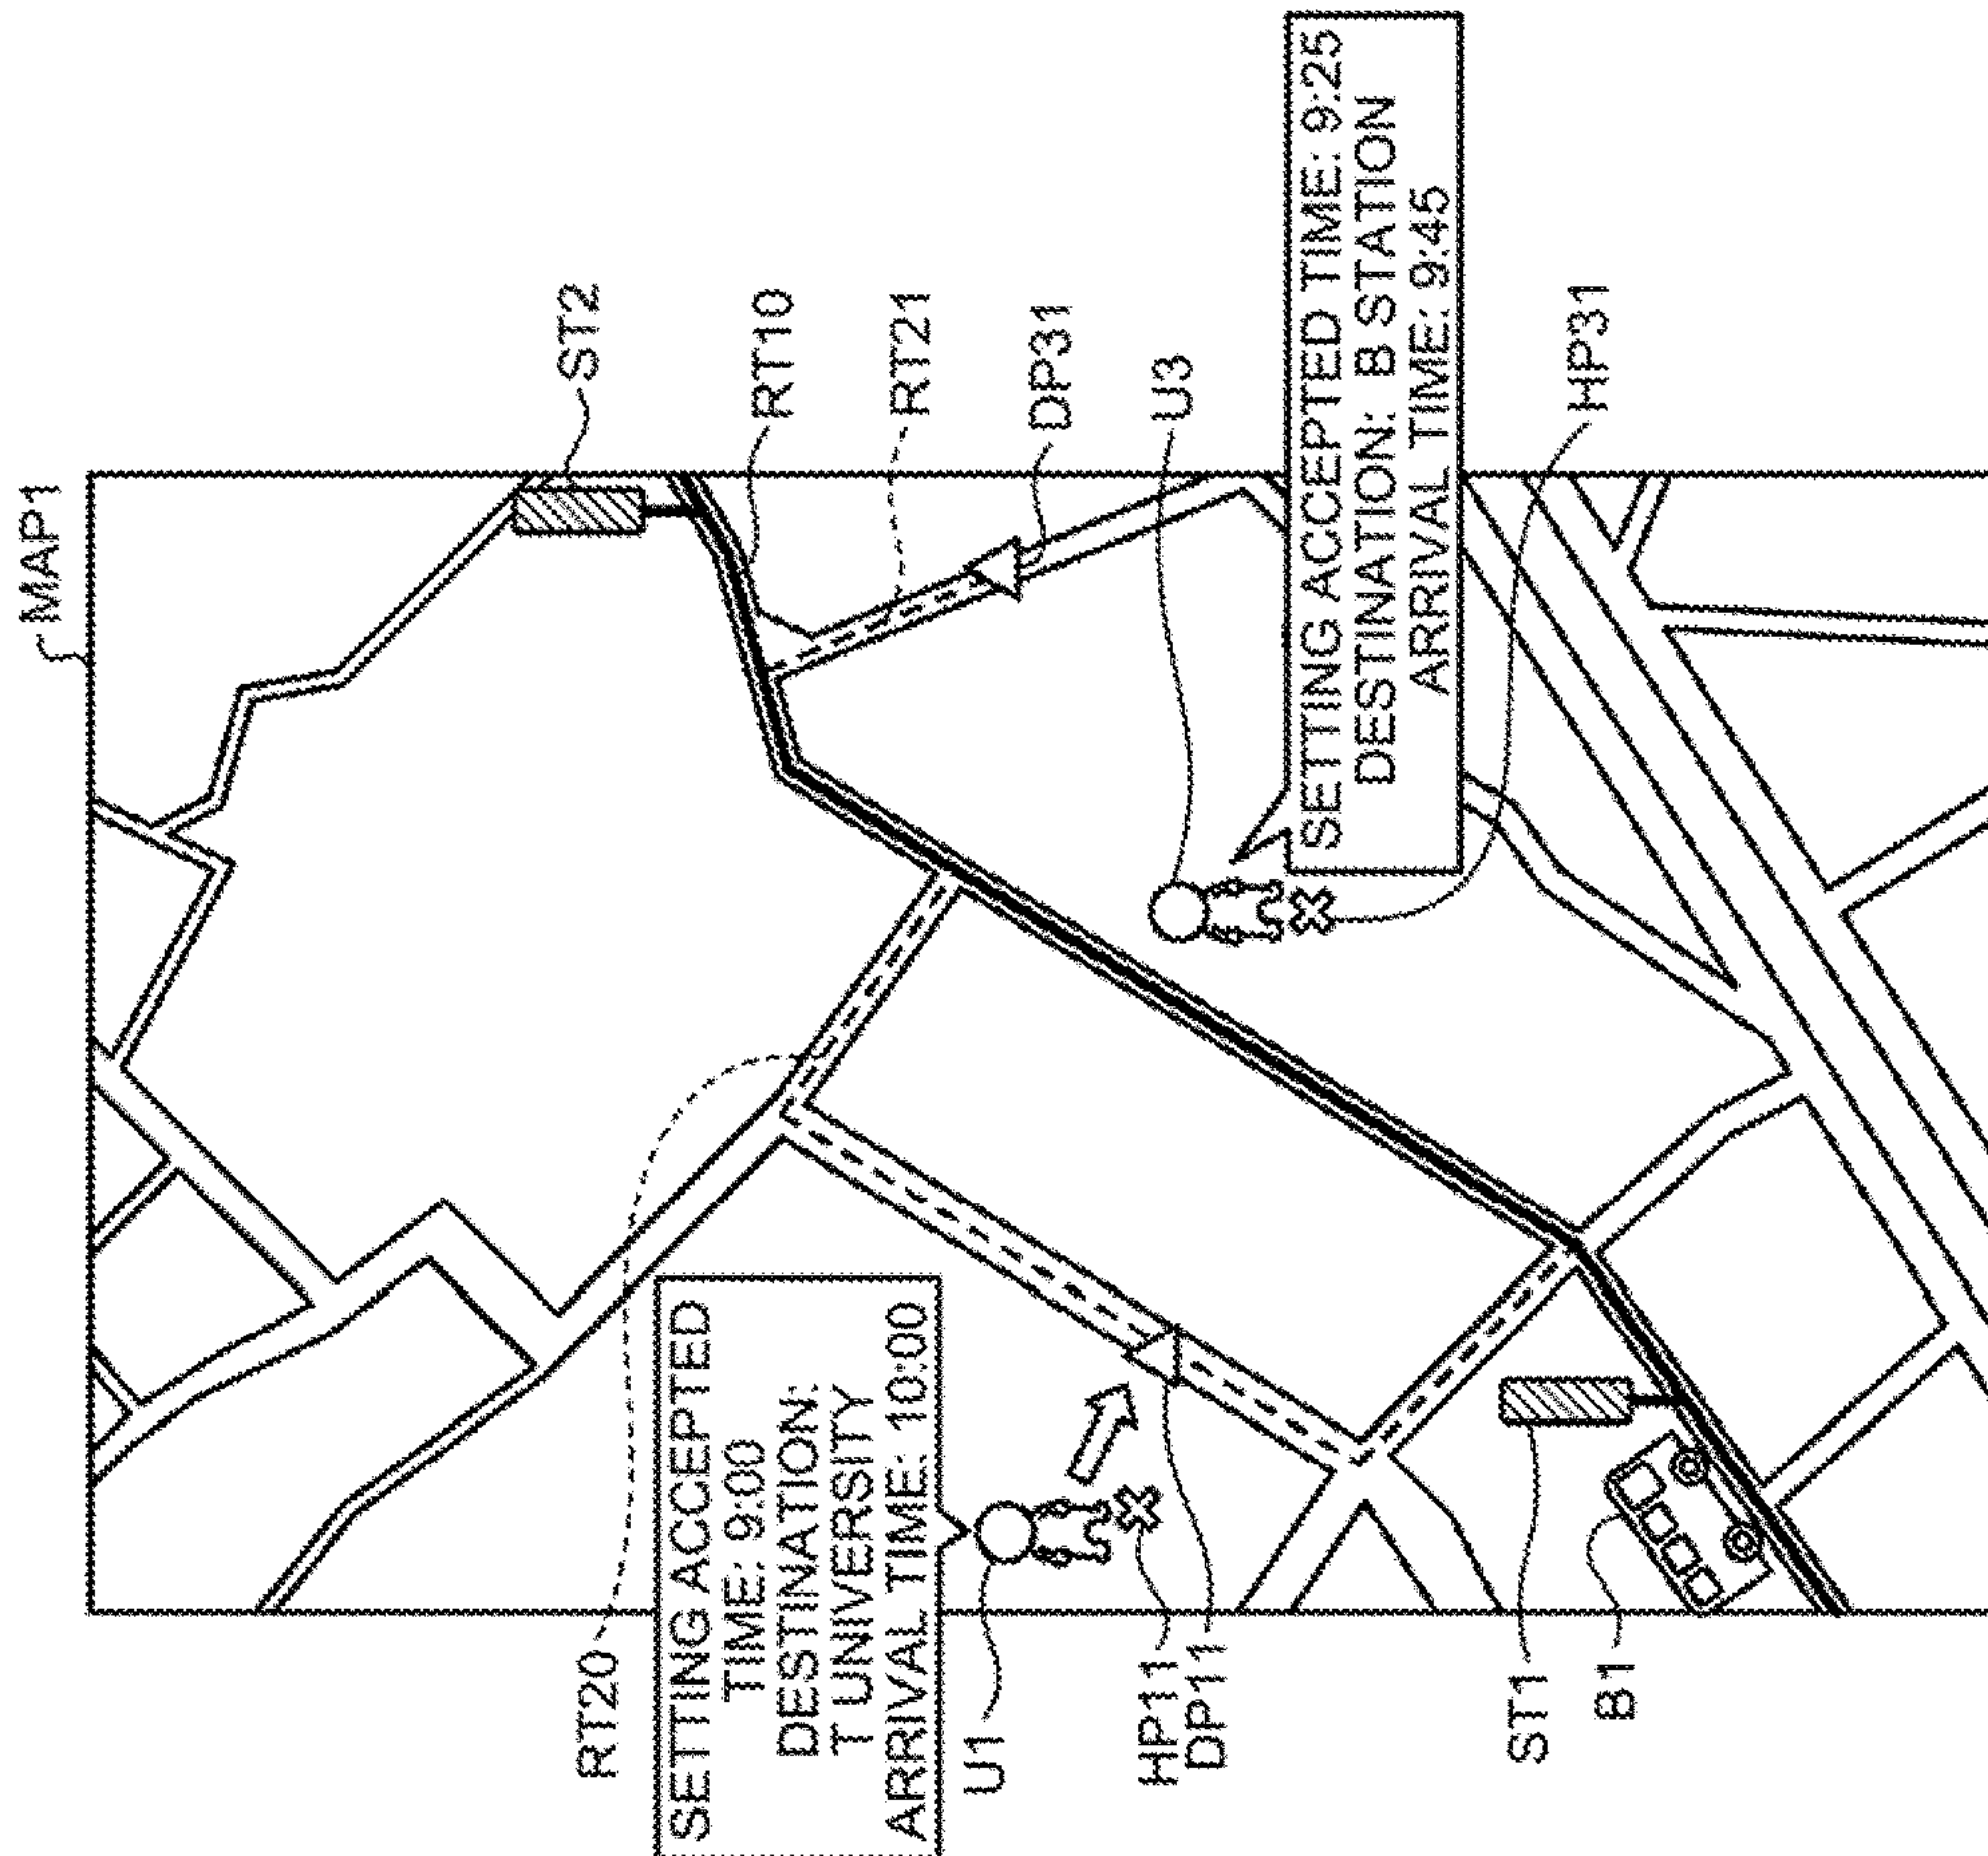 MAP1
ST2
RT10
RT21
DP31
U3
SETTING ACCEPTED TIME: 9:25
DESTINATION: B STATION
ARRIVAL TIME: 9:45
HP31
RT20
SETTING ACCEPTED
TIME: 9:00
DESTINATION:
T UNIVERSITY
ARRIVAL TIME: 10:00
U1
HP11
DP11
ST1
B1